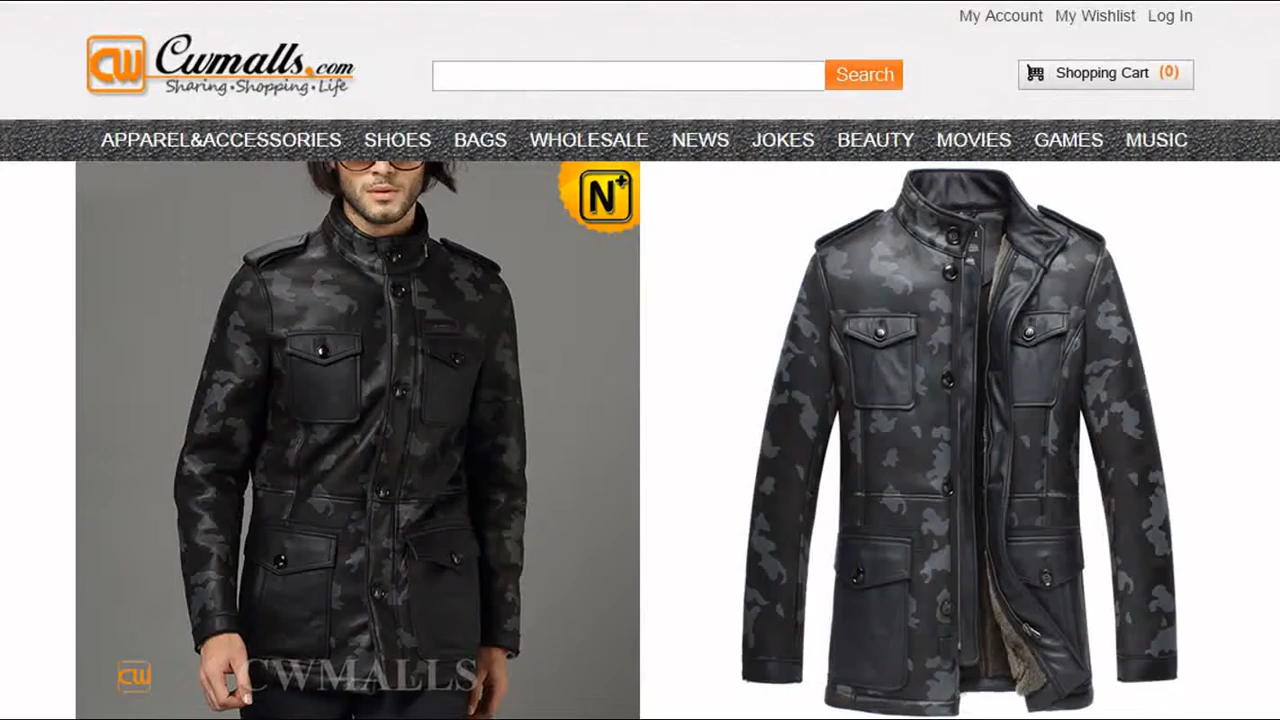 My Account My Wishlist Log In
CW Cwmalls.com
Sharing•Shopping•Life
Search
Shopping Cart (0)
APPAREL&ACCESSORIES SHOES BAGS WHOLESALE NEWS JOKES BEAUTY MOVIES GAMES MUSIC
N+
CW CWMALLS